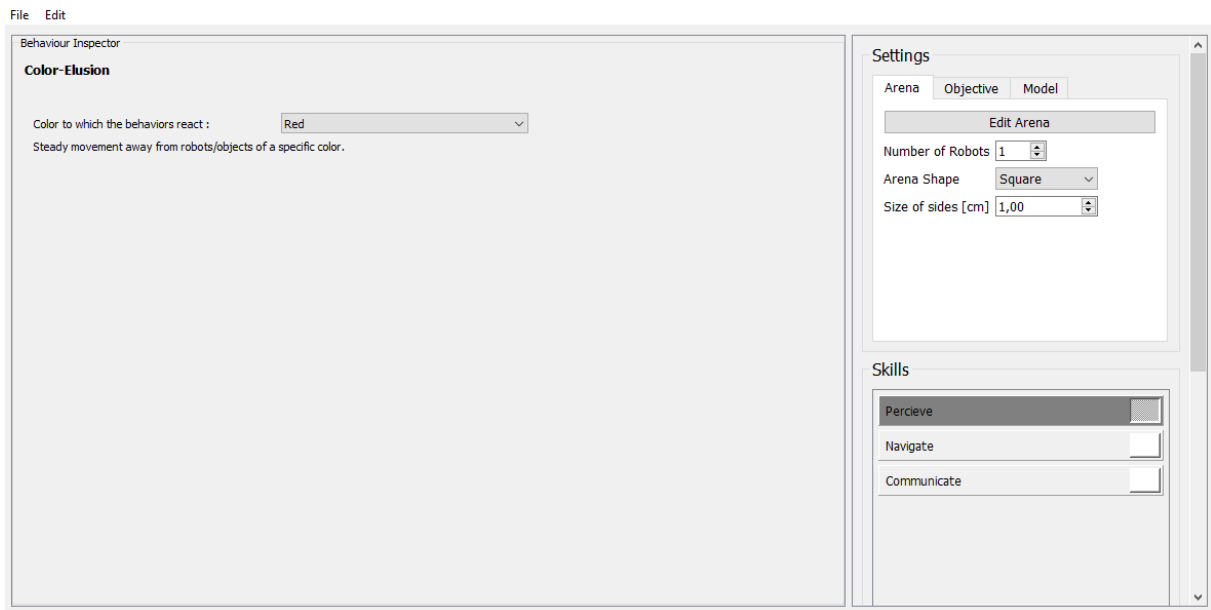 File Edit
Behaviour Inspector
Color-Elusion
Color to which the behaviors react : Red
Steady movement away from robots/objects of a specific color.
Settings
Arena Objective Model
Edit Arena
Number of Robots 1
Arena Shape Square
Size of sides [cm] 1,00
Skills
Percieve
Navigate
Communicate